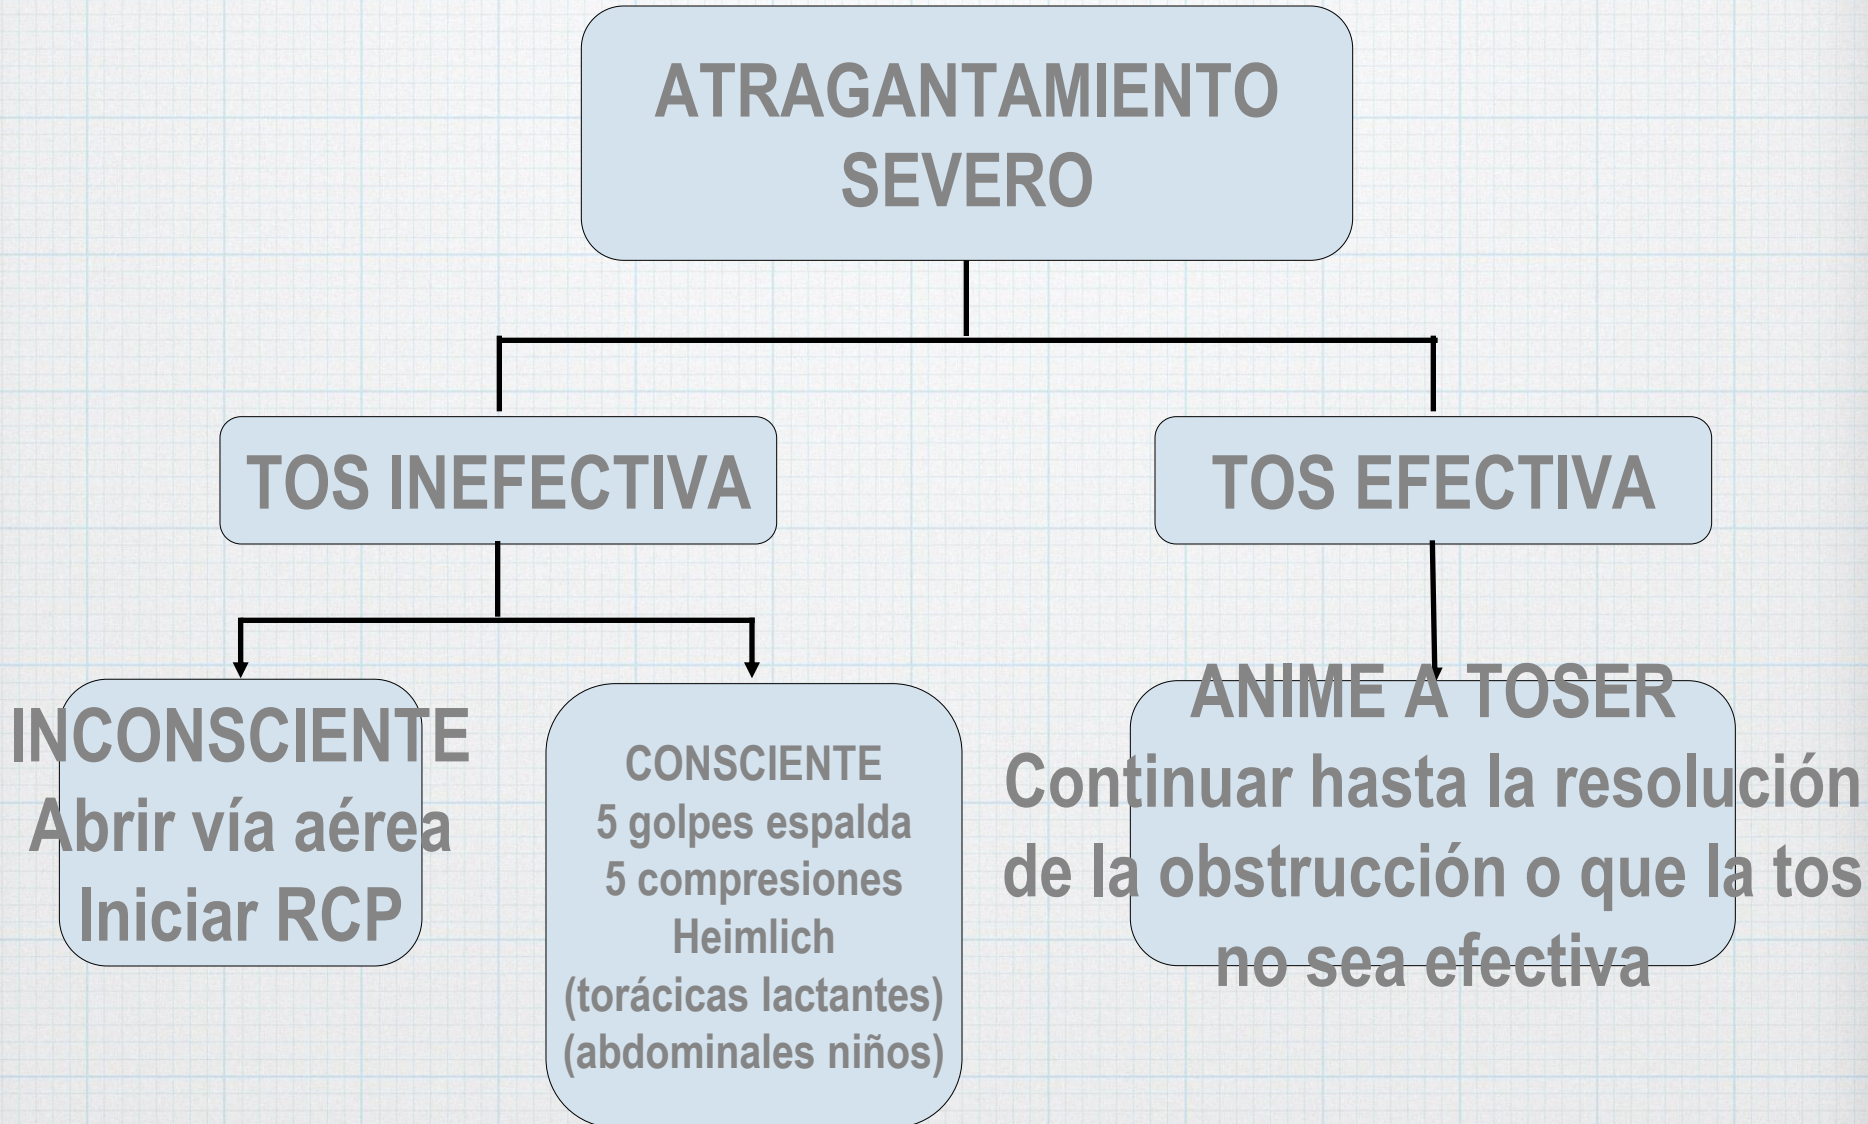 ATRAGANTAMIENTO
SEVERO
TOS INEFECTIVA
TOS EFECTIVA
INCONSCIENTE
Abrir vía aérea
Iniciar RCP
CONSCIENTE
5 golpes espalda
5 compresiones
Heimlich
(torácicas lactantes)
(abdominales niños)
ANIME A TOSER
Continuar hasta la resolución
de la obstrucción o que la tos
no sea efectiva